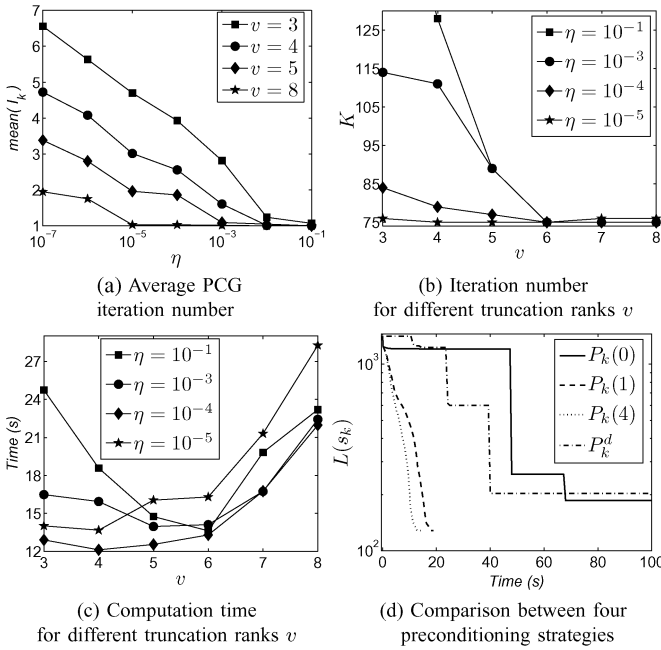 7
6
5
4
3
2
1
mean( I_k )
v = 3
v = 4
v = 5
v = 8
10^{-7}
10^{-5}
10^{-3}
10^{-1}
η
(a) Average PCG
iteration number
125
115
105
95
85
75
K
η = 10^{-1}
η = 10^{-3}
η = 10^{-4}
η = 10^{-5}
3 4 5 6 7 8
v
(b) Iteration number
for different truncation ranks v
27
24
21
18
15
12
Time (s)
η = 10^{-1}
η = 10^{-3}
η = 10^{-4}
η = 10^{-5}
3 4 5 6 7 8
v
(c) Computation time
for different truncation ranks v
10^3
10^2
L(s_k)
P_k(0)
P_k(1)
P_k(4)
P_k^d
0 20 40 60 80 100
Time (s)
(d) Comparison between four
preconditioning strategies